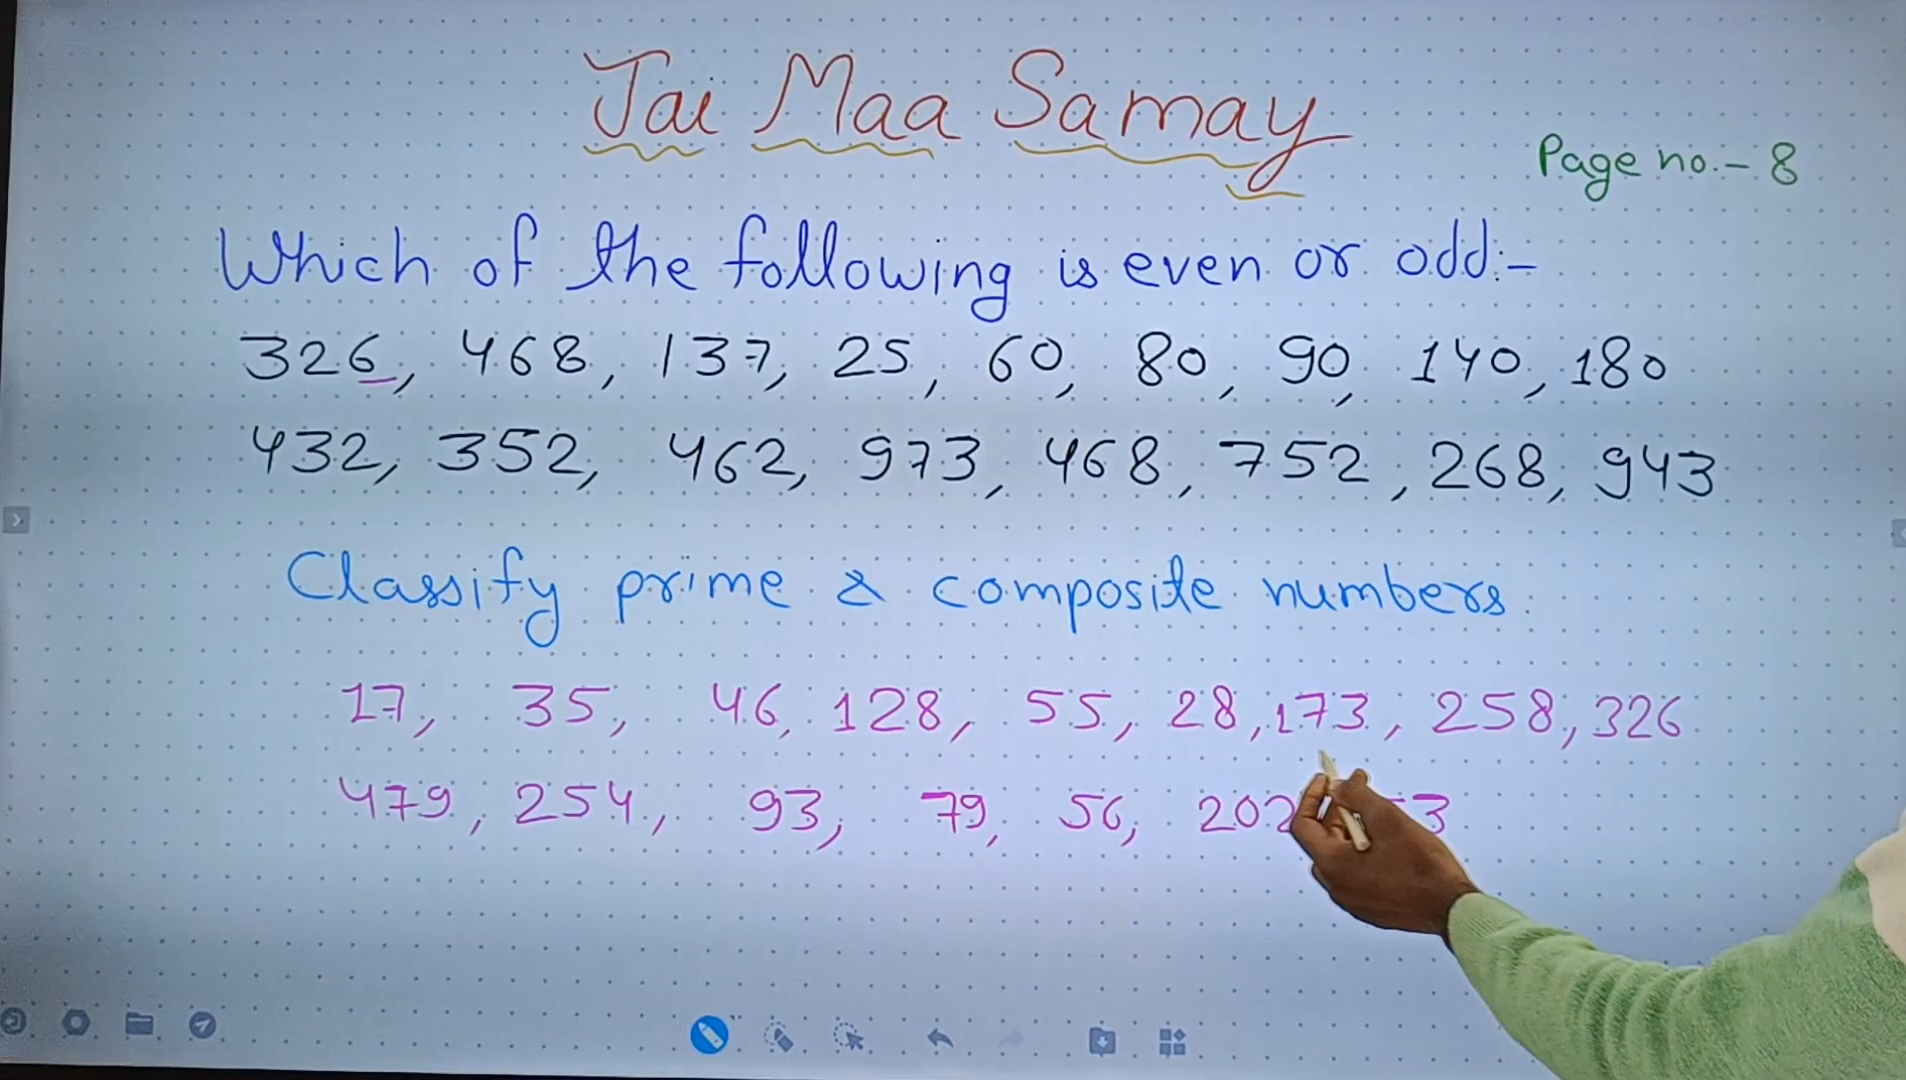 Jai Maa Samay
Page no.- 8
Which of the following is even or odd:-
326, 468, 137, 25, 60, 80, 90, 140, 180
432, 352, 462, 973, 468, 752, 268, 943
Classify prime & composite numbers
17, 35, 46, 128, 55, 28, 173, 258, 326
479, 254, 93, 79, 56,